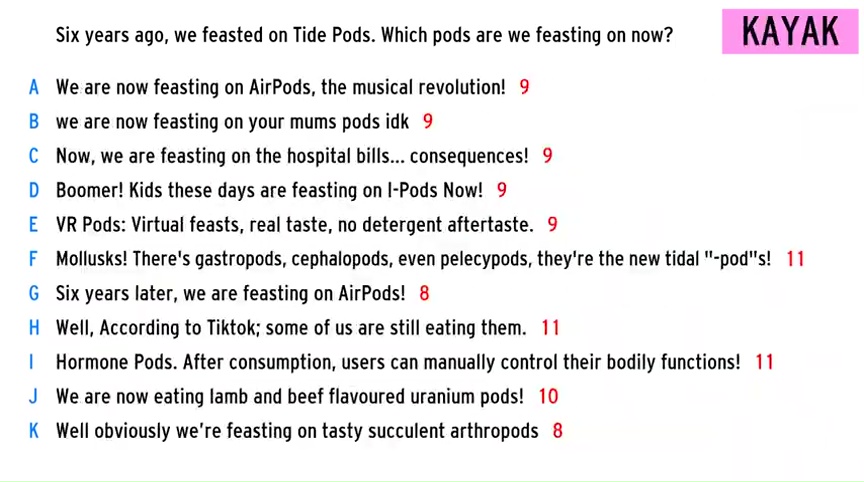 Six years ago, we feasted on Tide Pods. Which pods are we feasting on now?
KAYAK
A We are now feasting on AirPods, the musical revolution! 9
B we are now feasting on your mums pods idk 9
C Now, we are feasting on the hospital bills... consequences! 9
D Boomer! Kids these days are feasting on I-Pods Now! 9
E VR Pods: Virtual feasts, real taste, no detergent aftertaste. 9
F Mollusks! There's gastropods, cephalopods, even pelecypods, they're the new tidal "-pod"s! 11
G Six years later, we are feasting on AirPods! 8
H Well, According to Tiktok; some of us are still eating them. 11
I Hormone Pods. After consumption, users can manually control their bodily functions! 11
J We are now eating lamb and beef flavoured uranium pods! 10
K Well obviously we're feasting on tasty succulent arthropods 8